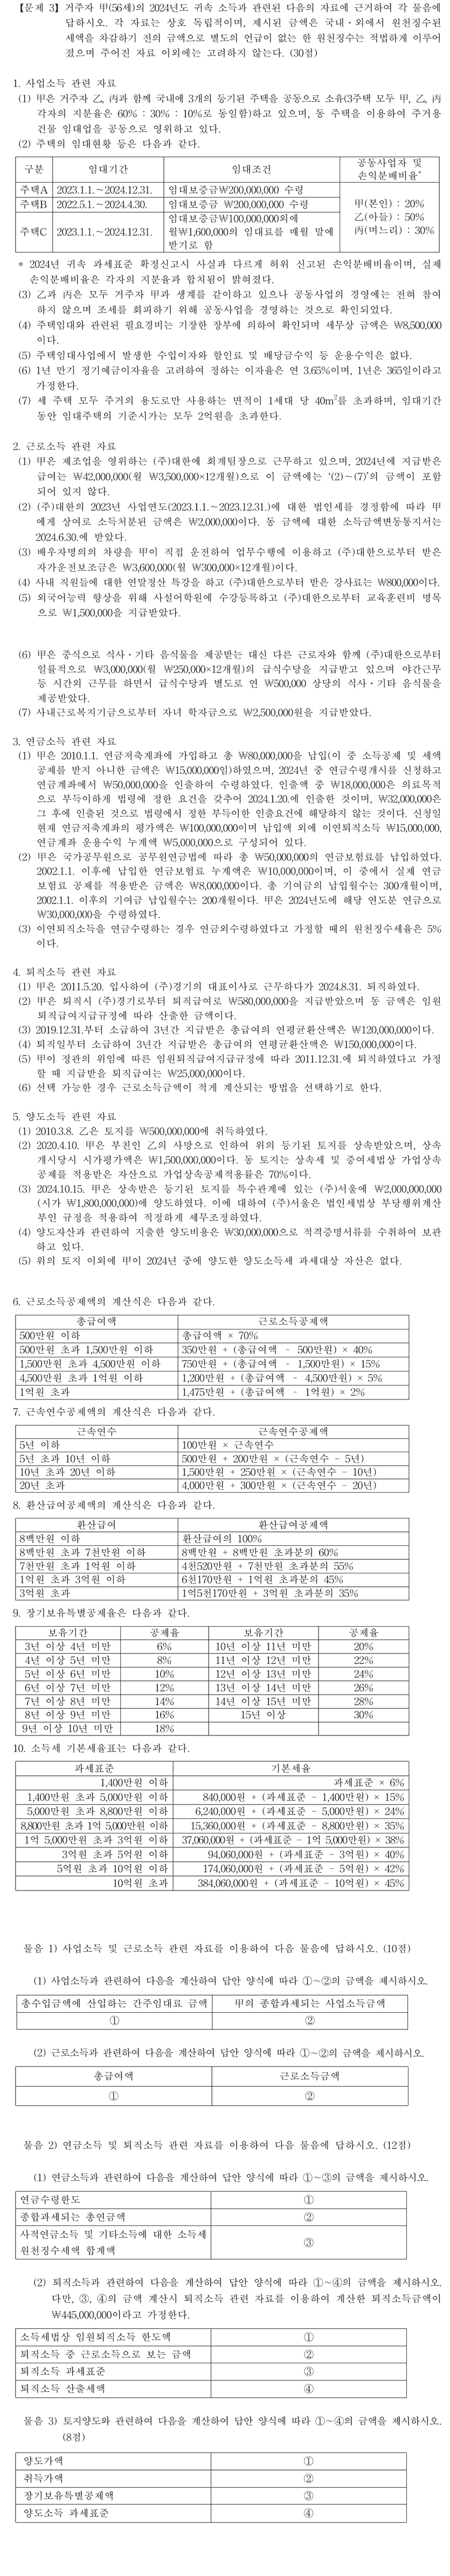 【문제 3】거주자 甲(56세)의 2024년도 귀속 소득과 관련된 다음의 자료에 근거하여 각 물음에
답하시오. 각 자료는 상호 독립적이며, 제시된 금액은 국내·외에서 원천징수된
세액을 차감하기 전의 금액으로 별도의 언급이 없는 한 원천징수는 적법하게 이루어
졌으며 주어진 자료 이외에는 고려하지 않는다. (30점)
1. 사업소득 관련 자료
(1) 甲은 거주자 乙, 丙과 함께 국내에 3개의 등기된 주택을 공동으로 소유(3주택 모두 甲, 乙, 丙
각자의 지분율은 60% : 30% : 10%로 동일함)하고 있으며, 동 주택을 이용하여 주거용
건물 임대업을 공동으로 영위하고 있다.
(2) 주택의 임대현황 등은 다음과 같다.
구분 임대기간 임대조건 공동사업자 및 손익분배비율*
주택A 2023.1.1.~2024.12.31. 임대보증금₩200,000,000 수령
주택B 2022.5.1.~2024.4.30. 임대보증금 ₩200,000,000 수령
주택C 2023.1.1.~2024.12.31. 임대보증금₩100,000,000외에
월₩1,600,000의 임대료를 매월 말에
받기로 함
甲(본인) : 20%
乙(아들) : 50%
丙(며느리) : 30%
* 2024년 귀속 과세표준 확정신고시 사실과 다르게 허위 신고된 손익분배비율이며, 실제
손익분배비율은 각자의 지분율과 합치됨이 밝혀졌다.
(3) 乙과 丙은 모두 거주자 甲과 생계를 같이하고 있으나 공동사업의 경영에는 전혀 참여
하지 않으며 조세를 회피하기 위해 공동사업을 경영하는 것으로 확인되었다.
(4) 주택임대와 관련된 필요경비는 기장한 장부에 의하여 확인되며 세무상 금액은 ₩8,500,000
이다.
(5) 주택임대사업에서 발생한 수입이자와 할인료 및 배당금수익 등 운용수익은 없다.
(6) 1년 만기 정기예금이자율을 고려하여 정하는 이자율은 연 3.65%이며, 1년은 365일이라고
가정한다.
(7) 세 주택 모두 주거의 용도로만 사용하는 면적이 1세대 당 40m²를 초과하며, 임대기간
동안 임대주택의 기준시가는 모두 2억원을 초과한다.
2. 근로소득 관련 자료
(1) 甲은 제조업을 영위하는 (주)대한에 회계팀장으로 근무하고 있으며, 2024년에 지급받은
급여는 ₩42,000,000(월 ₩3,500,000×12개월)으로 이 금액에는 '(2)~(7)'의 금액이 포함
되어 있지 않다.
(2) (주)대한의 2023년 사업연도(2023.1.1.~2023.12.31.)에 대한 법인세를 경정함에 따라 甲
에게 상여로 소득처분된 금액은 ₩2,000,000이다. 동 금액에 대한 소득금액변동통지서는
2024.6.30.에 받았다.
(3) 배우자명의의 차량을 甲이 직접 운전하여 업무수행에 이용하고 (주)대한으로부터 받은
자가운전보조금은 ₩3,600,000(월 ₩300,000×12개월)이다.
(4) 사내 직원들에 대한 연말정산 특강을 하고 (주)대한으로부터 받은 강사료는 ₩800,000이다.
(5) 외국어능력 향상을 위해 사설어학원에 수강등록하고 (주)대한으로부터 교육훈련비 명목
으로 ₩1,500,000을 지급받았다.
(6) 甲은 중식으로 식사·기타 음식물을 제공받는 대신 다른 근로자와 함께 (주)대한으로부터
일률적으로 ₩3,000,000(월 ₩250,000×12개월)의 급식수당을 지급받고 있으며 야간근무
등 시간외 근무를 하면서 급식수당과 별도로 연 ₩500,000 상당의 식사·기타 음식물을
제공받았다.
(7) 사내근로복지기금으로부터 자녀 학자금으로 ₩2,500,000원을 지급받았다.
3. 연금소득 관련 자료
(1) 甲은 2010.1.1. 연금저축계좌에 가입하고 총 ₩80,000,000을 납입(이 중 소득공제 및 세액
공제를 받지 아니한 금액은 ₩15,000,000임)하였으며, 2024년 중 연금수령개시를 신청하고
연금계좌에서 ₩50,000,000을 인출하여 수령하였다. 인출액 중 ₩18,000,000은 의료목적
으로 부득이하게 법령에 정한 요건을 갖추어 2024.1.20.에 인출한 것이며, ₩32,000,000은
그 후에 인출된 것으로 법령에서 정한 부득이한 인출요건에 해당하지 않는 것이다. 신청일
현재 연금저축계좌의 평가액은 ₩100,000,000이며 납입액 외에 이연퇴직소득 ₩15,000,000,
연금계좌 운용수익 누계액 ₩5,000,000으로 구성되어 있다.
(2) 甲은 국가공무원으로 공무원연금법에 따라 총 ₩50,000,000의 연금보험료를 납입하였다.
2002.1.1. 이후에 납입한 연금보험료 누계액은 ₩10,000,000이며, 이 중에서 실제 연금
보험료 공제를 적용받은 금액은 ₩8,000,000이다. 총 기여금의 납입월수는 300개월이며,
2002.1.1. 이후의 기여금 납입월수는 200개월이다. 甲은 2024년도에 해당 연도분 연금으로
₩30,000,000을 수령하였다.
(3) 이연퇴직소득을 연금수령하는 경우 연금외수령하였다고 가정할 때의 원천징수세율은 5%
이다.
4. 퇴직소득 관련 자료
(1) 甲은 2011.5.20. 입사하여 (주)경기의 대표이사로 근무하다가 2024.8.31. 퇴직하였다.
(2) 甲은 퇴직시 (주)경기로부터 퇴직급여로 ₩580,000,000을 지급받았으며 동 금액은 임원
퇴직급여지급규정에 따라 산출한 금액이다.
(3) 2019.12.31.부터 소급하여 3년간 지급받은 총급여의 연평균환산액은 ₩120,000,000이다.
(4) 퇴직일부터 소급하여 3년간 지급받은 총급여의 연평균환산액은 ₩150,000,000이다.
(5) 甲이 정관의 위임에 따른 임원퇴직급여지급규정에 따라 2011.12.31.에 퇴직하였다고 가정
할 때 지급받을 퇴직급여는 ₩25,000,000이다.
(6) 선택 가능한 경우 근로소득금액이 적게 계산되는 방법을 선택하기로 한다.
5. 양도소득 관련 자료
(1) 2010.3.8. 乙은 토지를 ₩500,000,000에 취득하였다.
(2) 2020.4.10. 甲은 부친인 乙의 사망으로 인하여 위의 등기된 토지를 상속받았으며, 상속
개시당시 시가평가액은 ₩1,500,000,000이다. 동 토지는 상속세 및 증여세법상 가업상속
공제를 적용받은 자산으로 가업상속공제적용률은 70%이다.
(3) 2024.10.15. 甲은 상속받은 등기된 토지를 특수관계에 있는 (주)서울에 ₩2,000,000,000
(시가 ₩1,800,000,000)에 양도하였다. 이에 대하여 (주)서울은 법인세법상 부당행위계산
부인 규정을 적용하여 적정하게 세무조정하였다.
(4) 양도자산과 관련하여 지출한 양도비용은 ₩30,000,000으로 적격증명서류를 수취하여 보관
하고 있다.
(5) 위의 토지 이외에 甲이 2024년 중에 양도한 양도소득세 과세대상 자산은 없다.
6. 근로소득공제액의 계산식은 다음과 같다.
총급여액 근로소득공제액
500만원 이하 총급여액 × 70%
500만원 초과 1,500만원 이하 350만원 + (총급여액 - 500만원) × 40%
1,500만원 초과 4,500만원 이하 750만원 + (총급여액 - 1,500만원) × 15%
4,500만원 초과 1억원 이하 1,200만원 + (총급여액 - 4,500만원) × 5%
1억원 초과 1,475만원 + (총급여액 - 1억원) × 2%
7. 근속연수공제액의 계산식은 다음과 같다.
근속연수 근속연수공제액
5년 이하 100만원 × 근속연수
5년 초과 10년 이하 500만원 + 200만원 × (근속연수 - 5년)
10년 초과 20년 이하 1,500만원 + 250만원 × (근속연수 - 10년)
20년 초과 4,000만원 + 300만원 × (근속연수 - 20년)
8. 환산급여공제액의 계산식은 다음과 같다.
환산급여 환산급여공제액
8백만원 이하 환산급여의 100%
8백만원 초과 7천만원 이하 8백만원 + 8백만원 초과분의 60%
7천만원 초과 1억원 이하 4천520만원 + 7천만원 초과분의 55%
1억원 초과 3억원 이하 6천170만원 + 1억원 초과분의 45%
3억원 초과 1억5천170만원 + 3억원 초과분의 35%
9. 장기보유특별공제율은 다음과 같다.
보유기간 공제율 보유기간 공제율
3년 이상 4년 미만 6% 10년 이상 11년 미만 20%
4년 이상 5년 미만 8% 11년 이상 12년 미만 22%
5년 이상 6년 미만 10% 12년 이상 13년 미만 24%
6년 이상 7년 미만 12% 13년 이상 14년 미만 26%
7년 이상 8년 미만 14% 14년 이상 15년 미만 28%
8년 이상 9년 미만 16% 15년 이상 30%
9년 이상 10년 미만 18%
10. 소득세 기본세율표는 다음과 같다.
과세표준 기본세율
1,400만원 이하 과세표준 × 6%
1,400만원 초과 5,000만원 이하 840,000원 + (과세표준 - 1,400만원) × 15%
5,000만원 초과 8,800만원 이하 6,240,000원 + (과세표준 - 5,000만원) × 24%
8,800만원 초과 1억 5,000만원 이하 15,360,000원 + (과세표준 - 8,800만원) × 35%
1억 5,000만원 초과 3억원 이하 37,060,000원 + (과세표준 - 1억 5,000만원) × 38%
3억원 초과 5억원 이하 94,060,000원 + (과세표준 - 3억원) × 40%
5억원 초과 10억원 이하 174,060,000원 + (과세표준 - 5억원) × 42%
10억원 초과 384,060,000원 + (과세표준 - 10억원) × 45%
물음 1) 사업소득 및 근로소득 관련 자료를 이용하여 다음 물음에 답하시오. (10점)
(1) 사업소득과 관련하여 다음을 계산하여 답안 양식에 따라 ①~②의 금액을 제시하시오.
총수입금액에 산입하는 간주임대료 금액 甲의 종합과세되는 사업소득금액
① ②
(2) 근로소득과 관련하여 다음을 계산하여 답안 양식에 따라 ①~②의 금액을 제시하시오.
총급여액 근로소득금액
① ②
물음 2) 연금소득 및 퇴직소득 관련 자료를 이용하여 다음 물음에 답하시오. (12점)
(1) 연금소득과 관련하여 다음을 계산하여 답안 양식에 따라 ①~③의 금액을 제시하시오.
연금수령한도 ①
종합과세되는 총연금액 ②
사적연금소득 및 기타소득에 대한 소득세
원천징수세액 합계액 ③
(2) 퇴직소득과 관련하여 다음을 계산하여 답안 양식에 따라 ①~④의 금액을 제시하시오.
다만, ③, ④의 금액 계산시 퇴직소득 관련 자료를 이용하여 계산한 퇴직소득금액이
₩445,000,000이라고 가정한다.
소득세법상 임원퇴직소득 한도액 ①
퇴직소득 중 근로소득으로 보는 금액 ②
퇴직소득 과세표준 ③
퇴직소득 산출세액 ④
물음 3) 토지양도와 관련하여 다음을 계산하여 답안 양식에 따라 ①~④의 금액을 제시하시오.
(8점)
양도가액 ①
취득가액 ②
장기보유특별공제액 ③
양도소득 과세표준 ④